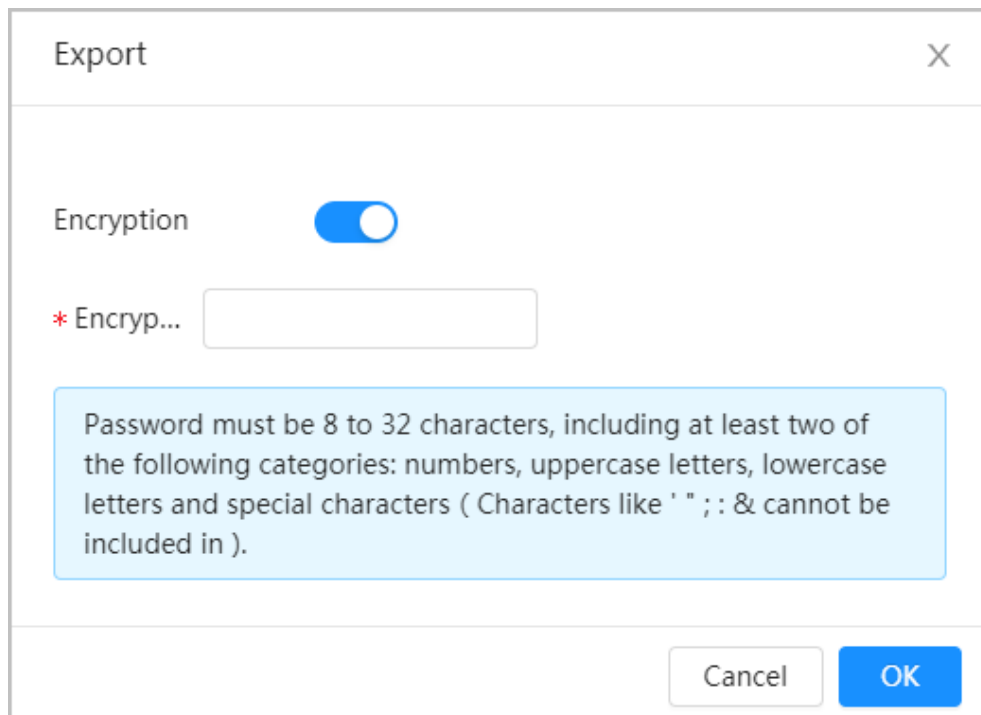 Export X
Encryption
* Encryp...
Password must be 8 to 32 characters, including at least two of
the following categories: numbers, uppercase letters, lowercase
letters and special characters ( Characters like ' " ; : & cannot be
included in ).
Cancel OK